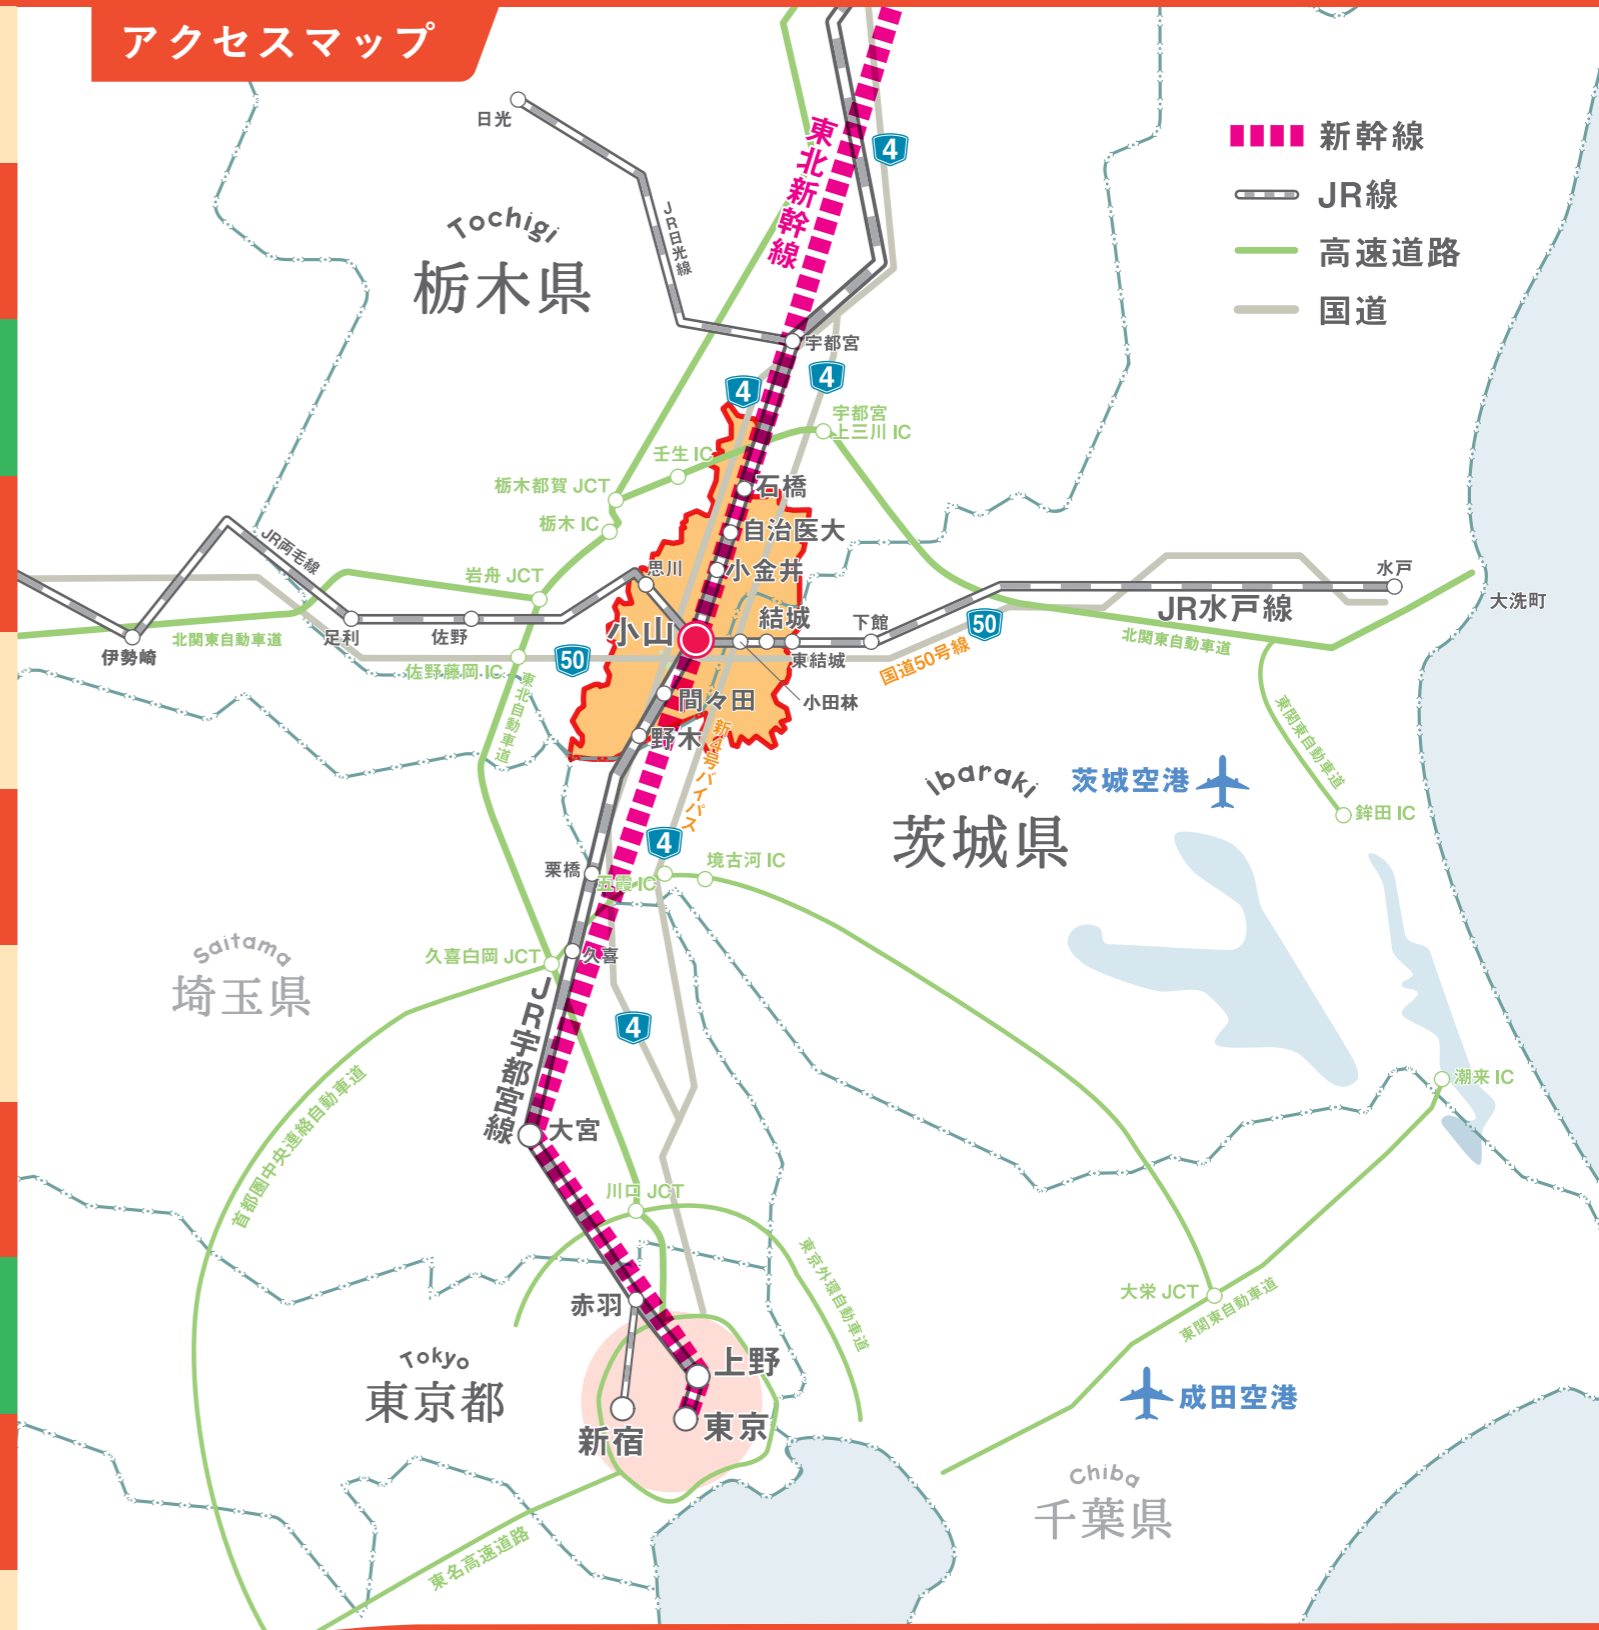 アクセスマップ
新幹線
JR線
高速道路
国道
日光
JR日光線
東北新幹線
4
Tochigi
栃木県
宇都宮
4
4
宇都宮
上三川 IC
壬生 IC
栃木都賀 JCT
石橋
栃木 IC
自治医大
JR両毛線
岩舟 JCT
思川
小金井
水戸
大洗町
JR水戸線
結城
下館
50
小山
足利
佐野
北関東自動車道
北関東自動車道
伊勢崎
佐野藤岡 IC
50
東結城
国道50号線
小田林
間々田
東北自動車道
野木
新4号バイパス
東関東自動車道
Ibaraki
茨城県
茨城空港
鉾田 IC
4
境古河 IC
栗橋
五霞 IC
久喜白岡 JCT
久喜
Saitama
埼玉県
JR宇都宮線
4
潮来 IC
首都圏中央連絡自動車道
大宮
川口 JCT
東京外環自動車道
赤羽
大栄 JCT
東関東自動車道
Tokyo
東京都
上野
成田空港
新宿
東京
Chiba
千葉県
東名高速道路